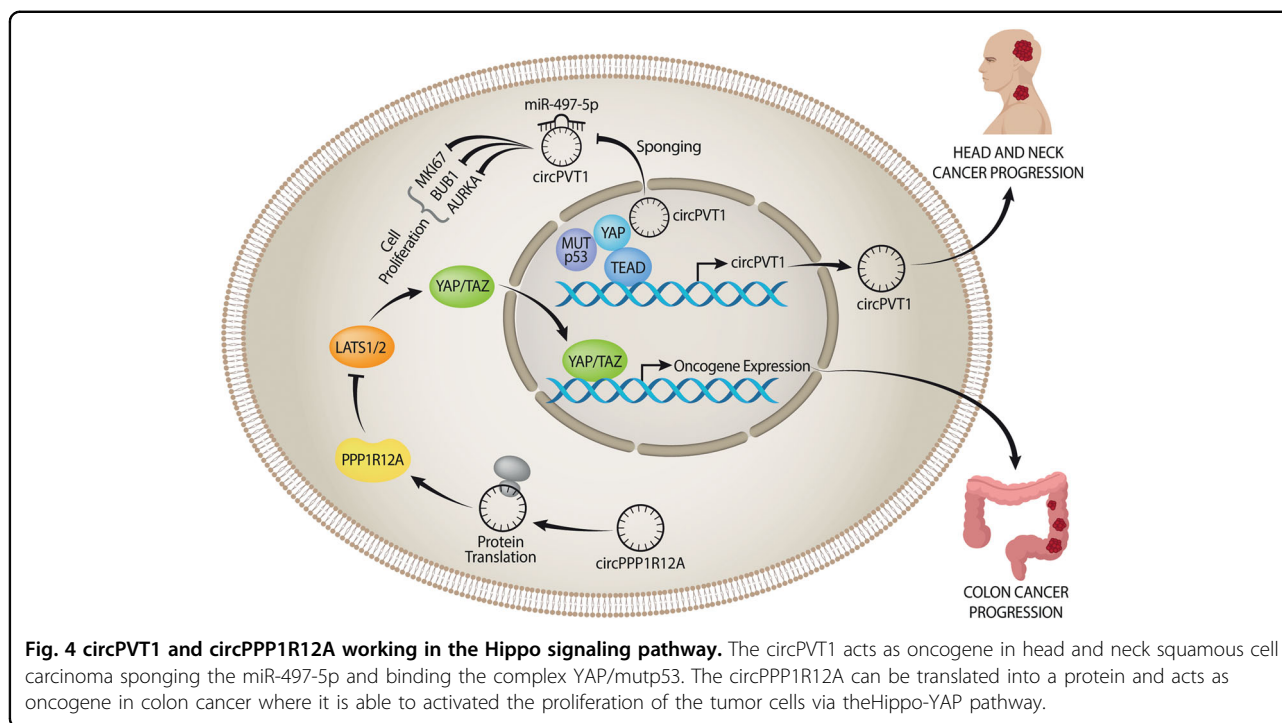 miR-497-5p
circPVT1
Sponging
MKI67
BUB1
AURKA
Cell
Proliferation
circPVT1
MUT
p53
YAP
TEAD
circPVT1
circPVT1
HEAD AND NECK
CANCER PROGRESSION
YAP/TAZ
LATS1/2
YAP/TAZ
Oncogene Expression
PPP1R12A
Protein
Translation
circPPP1R12A
COLON CANCER
PROGRESSION
Fig. 4 circPVT1 and circPPP1R12A working in the Hippo signaling pathway. The circPVT1 acts as oncogene in head and neck squamous cell
carcinoma sponging the miR-497-5p and binding the complex YAP/mutp53. The circPPP1R12A can be translated into a protein and acts as
oncogene in colon cancer where it is able to activated the proliferation of the tumor cells via theHippo-YAP pathway.